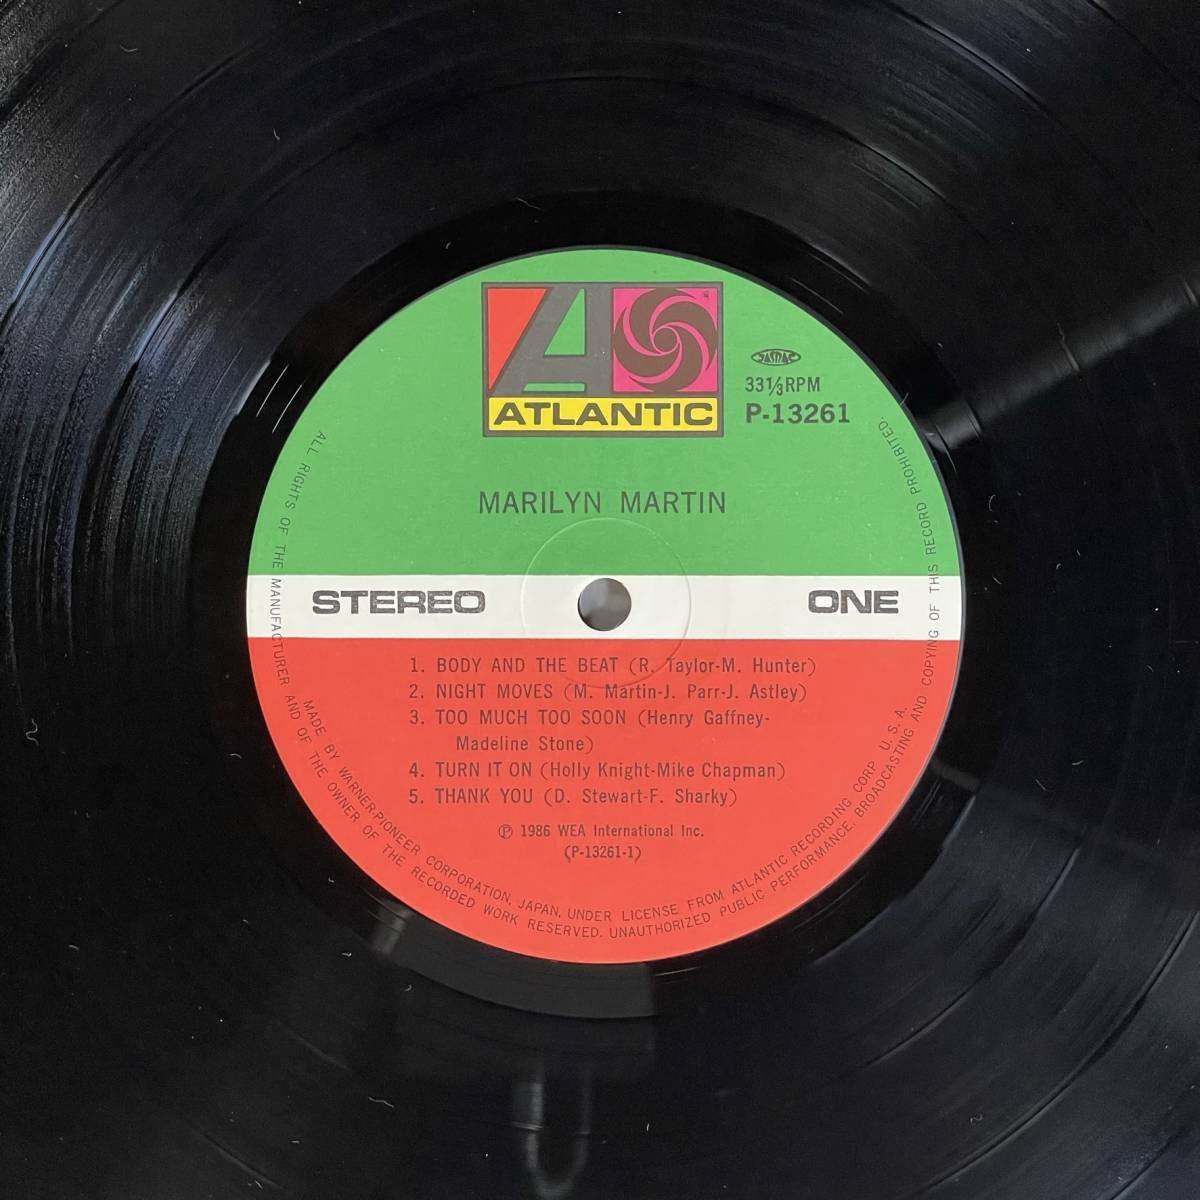 ATLANTIC
JASRAC
33⅓RPM
P-13261
MARILYN MARTIN
STEREO
ONE
1. BODY AND THE BEAT (R. Taylor-M. Hunter)
2. NIGHT MOVES (M. Martin-J. Parr-J. Astley)
3. TOO MUCH TOO SOON (Henry Gaffney-
Madeline Stone)
4. TURN IT ON (Holly Knight-Mike Chapman)
5. THANK YOU (D. Stewart-F. Sharky)
Ⓟ 1986 WEA International Inc.
(P-13261-1)
MADE BY WARNER-PIONEER CORPORATION, JAPAN, UNDER LICENSE FROM ATLANTIC RECORDING CORP. U.S.A.
ALL RIGHTS OF THE MANUFACTURER AND OF THE OWNER OF THE RECORDED WORK RESERVED. UNAUTHORIZED PUBLIC PERFORMANCE, BROADCASTING AND COPYING OF THIS RECORD PROHIBITED.